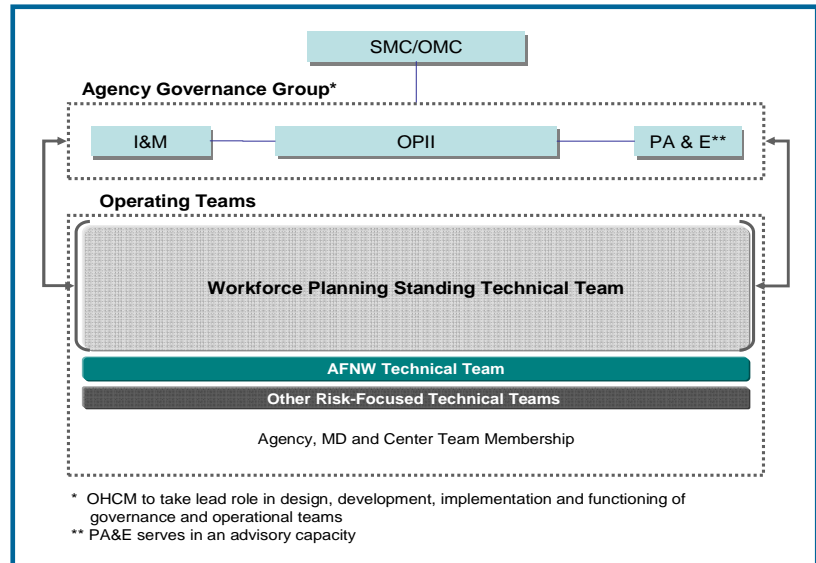 SMC/OMC
Agency Governance Group*
I&M
OPII
PA & E**
Operating Teams
Workforce Planning Standing Technical Team
AFNW Technical Team
Other Risk-Focused Technical Teams
Agency, MD and Center Team Membership
* OHCM to take lead role in design, development, implementation and functioning of
governance and operational teams
** PA&E serves in an advisory capacity